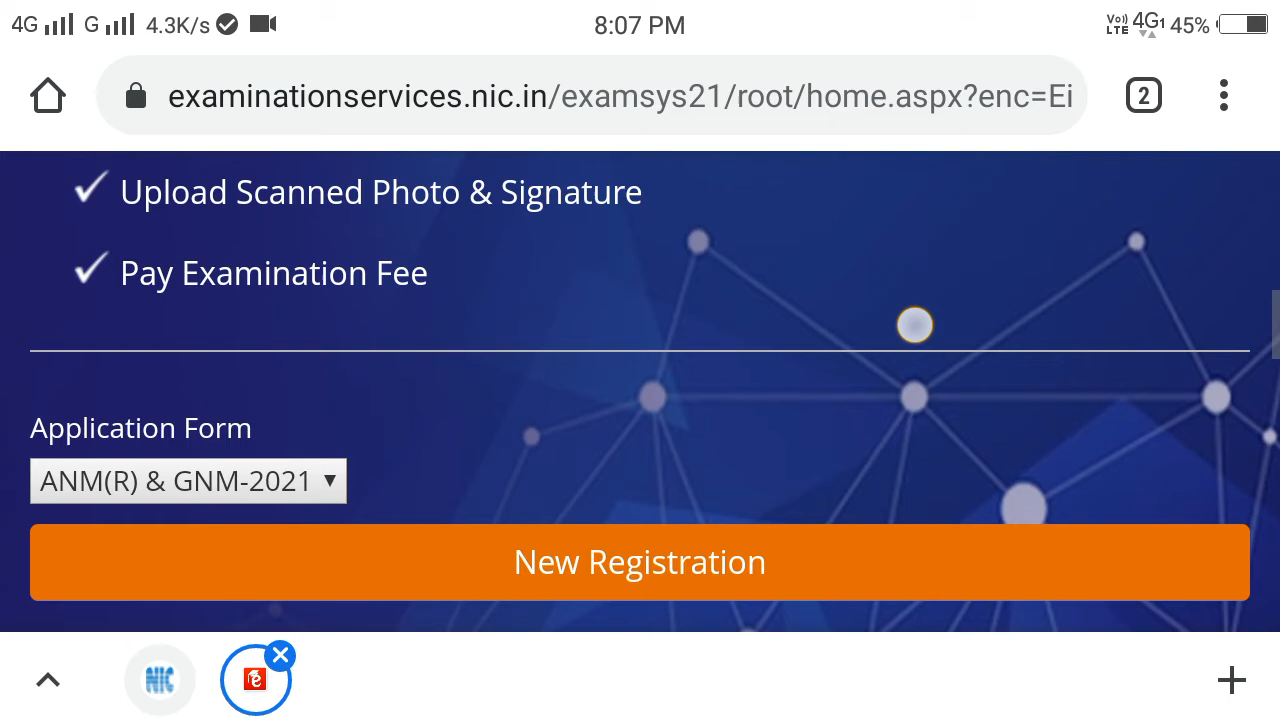 4G G 4.3K/s 8:07 PM Vo) LTE 4G1 45%
examinationservices.nic.in/examsys21/root/home.aspx?enc=Ei 2
Upload Scanned Photo & Signature
Pay Examination Fee
Application Form
ANM(R) & GNM-2021
New Registration
NIC